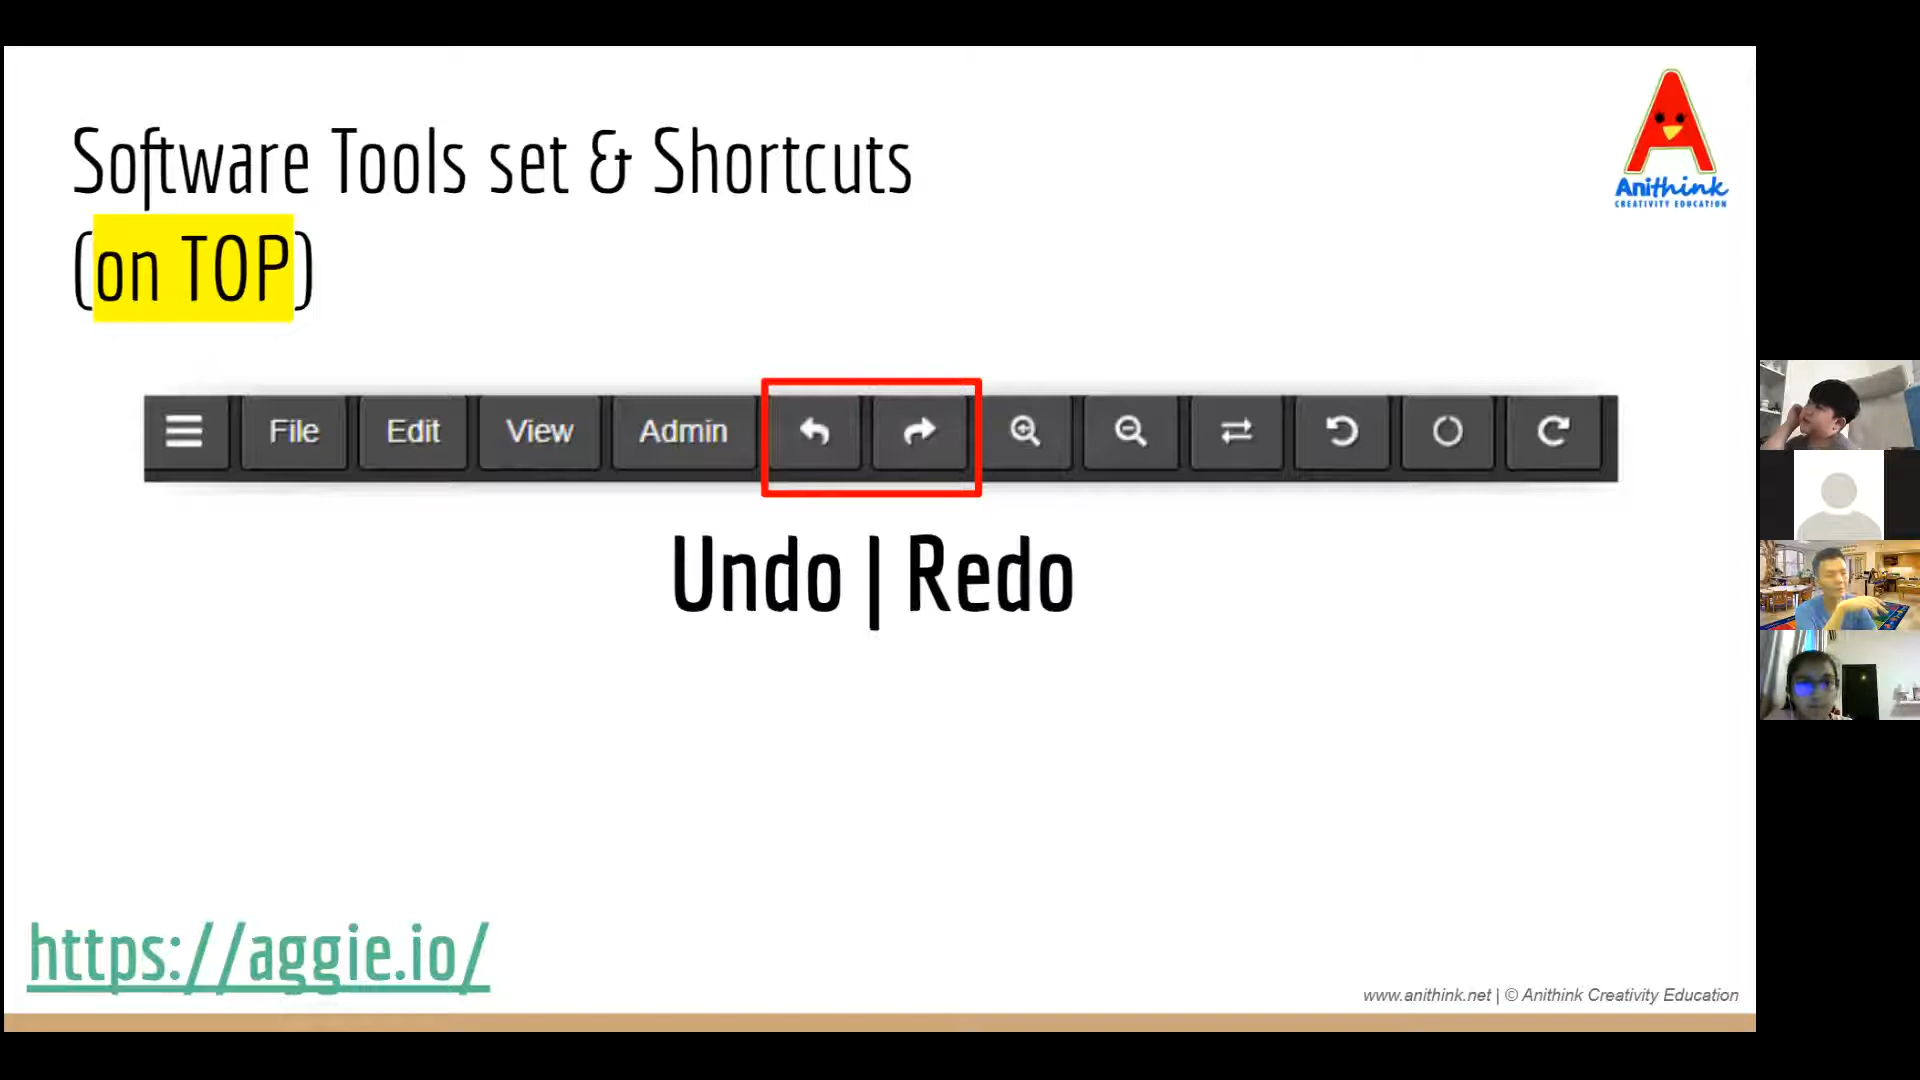 Software Tools set & Shortcuts
(on TOP)
Anithink
CREATIVITY EDUCATION
File Edit View Admin
Undo | Redo
https://aggie.io/
www.anithink.net | © Anithink Creativity Education